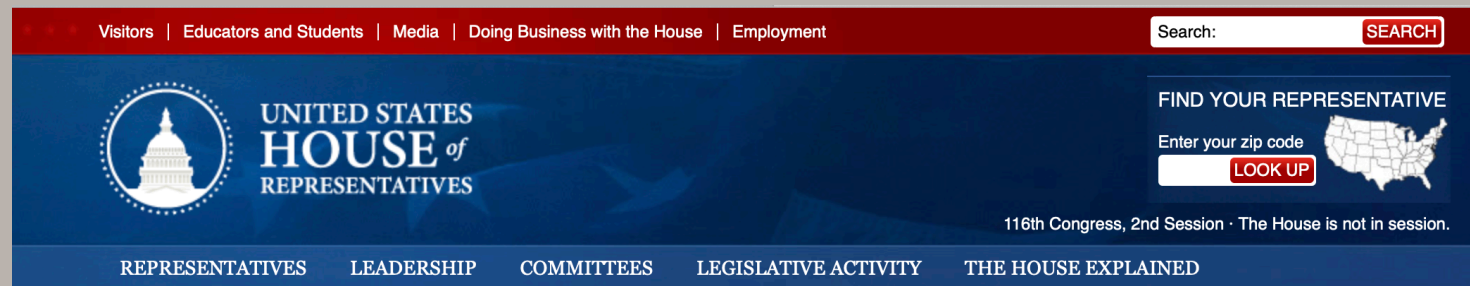 Visitors | Educators and Students | Media | Doing Business with the House | Employment
Search: SEARCH
UNITED STATES
HOUSE of
REPRESENTATIVES
FIND YOUR REPRESENTATIVE
Enter your zip code
LOOK UP
116th Congress, 2nd Session · The House is not in session.
REPRESENTATIVES LEADERSHIP COMMITTEES LEGISLATIVE ACTIVITY THE HOUSE EXPLAINED